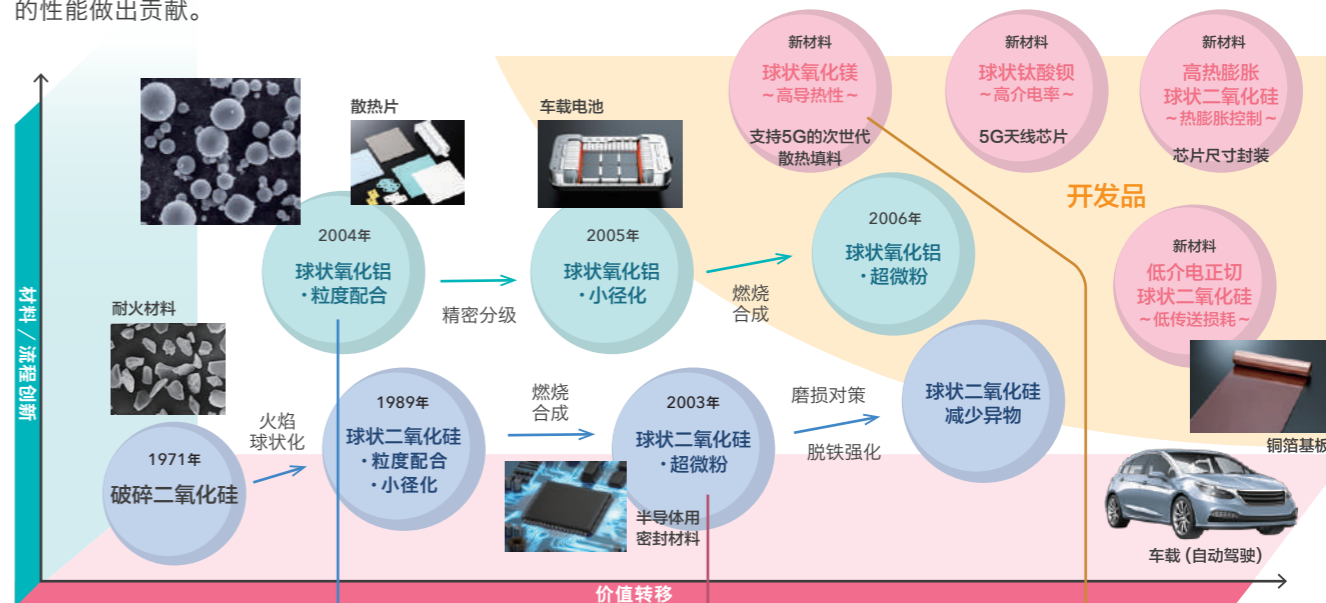 的性能做出贡献。
新材料
球状氧化镁
~高导热性~
支持5G的次世代
散热填料
新材料
球状钛酸钡
~高介电率~
5G天线芯片
新材料
高热膨胀
球状二氧化硅
~热膨胀控制~
芯片尺寸封装
散热片
车载电池
开发品
2004年
球状氧化铝
·粒度配合
精密分级
2005年
球状氧化铝
·小径化
燃烧
合成
2006年
球状氧化铝
·超微粉
新材料
低介电正切
球状二氧化硅
~低传送损耗~
铜箔基板
材料/流程创新
耐火材料
1971年
破碎二氧化硅
火焰
球状化
1989年
球状二氧化硅
·粒度配合
·小径化
燃烧
合成
2003年
球状二氧化硅
·超微粉
半导体用
密封材料
磨损对策
脱铁强化
球状二氧化硅
减少异物
车载 (自动驾驶)
价值转移